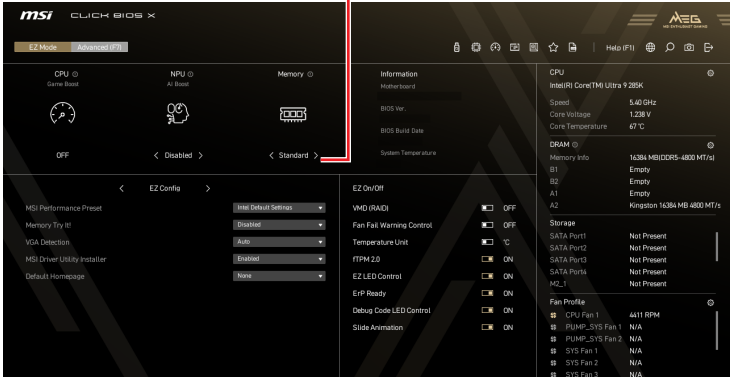 msi CLICK BIOS X
MEG
MSI ENTHUSIAST GAMING
EZ Mode Advanced (F7)
Help (F1)
CPU
Game Boost
OFF
NPU
AI Boost
< Disabled >
Memory
< Standard >
Information
Motherboard
BIOS Ver.
BIOS Build Date
System Temperature
CPU
Intel(R) Core(TM) Ultra 9 285K
Speed 5.40 GHz
Core Voltage 1.238 V
Core Temperature 67 °C
DRAM
Memory Info 16384 MB(DDR5-4800 MT/s)
B1 Empty
B2 Empty
A1 Empty
A2 Kingston 16384 MB 4800 MT/s
Storage
SATA Port1 Not Present
SATA Port2 Not Present
SATA Port3 Not Present
SATA Port4 Not Present
M2_1 Not Present
Fan Profile
CPU Fan 1 4411 RPM
PUMP_SYS Fan 1 N/A
PUMP_SYS Fan 2 N/A
SYS Fan 1 N/A
SYS Fan 2 N/A
SYS Fan 3 N/A
< EZ Config >
MSI Performance Preset Intel Default Settings
Memory Try It! Disabled
VGA Detection Auto
MSI Driver Utility Installer Enabled
Default Homepage None
EZ On/Off
VMD (RAID) OFF
Fan Fail Warning Control OFF
Temperature Unit °C
fTPM 2.0 ON
EZ LED Control ON
ErP Ready ON
Debug Code LED Control ON
Slide Animation ON